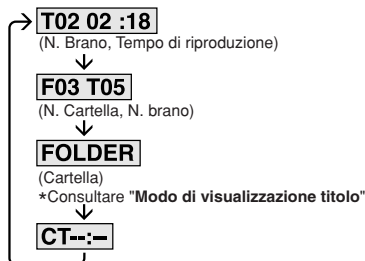 T02 02 :18
(N. Brano, Tempo di riproduzione)
F03 T05
(N. Cartella, N. brano)
FOLDER
(Cartella)
*Consultare "Modo di visualizzazione titolo"
CT--:--